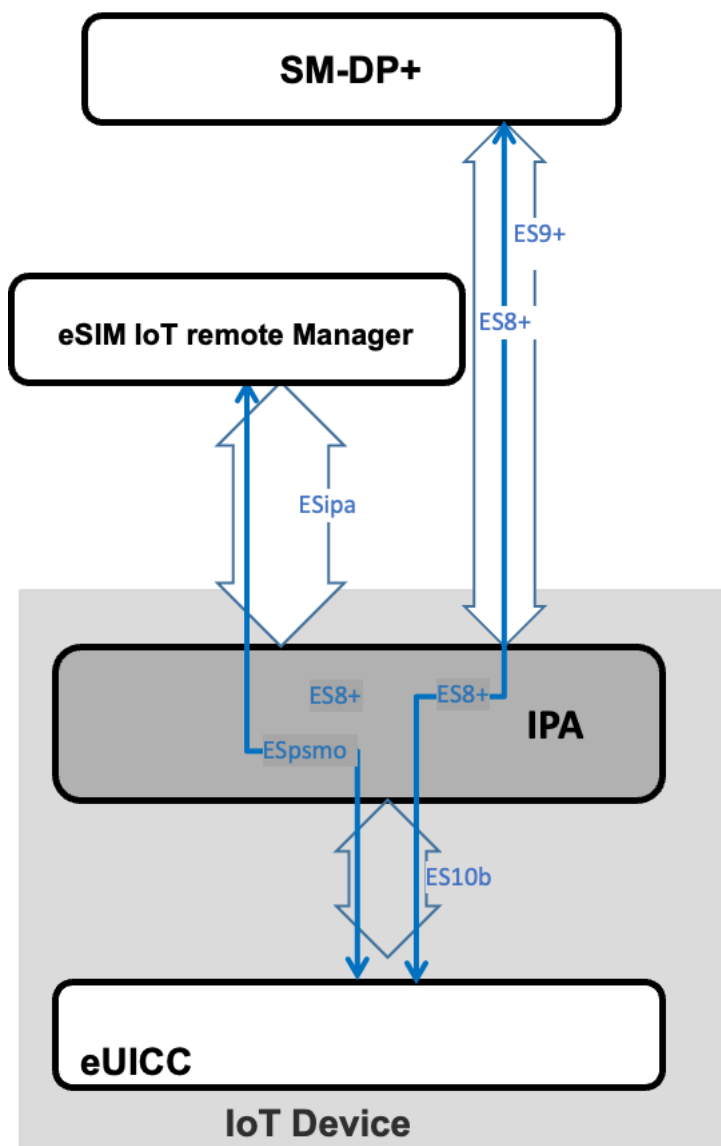 SM-DP+
ES9+
eSIM IoT remote Manager
ES8+
ESipa
ES8+
ES8+
IPA
ESpsmo
ES10b
eUICC
IoT Device